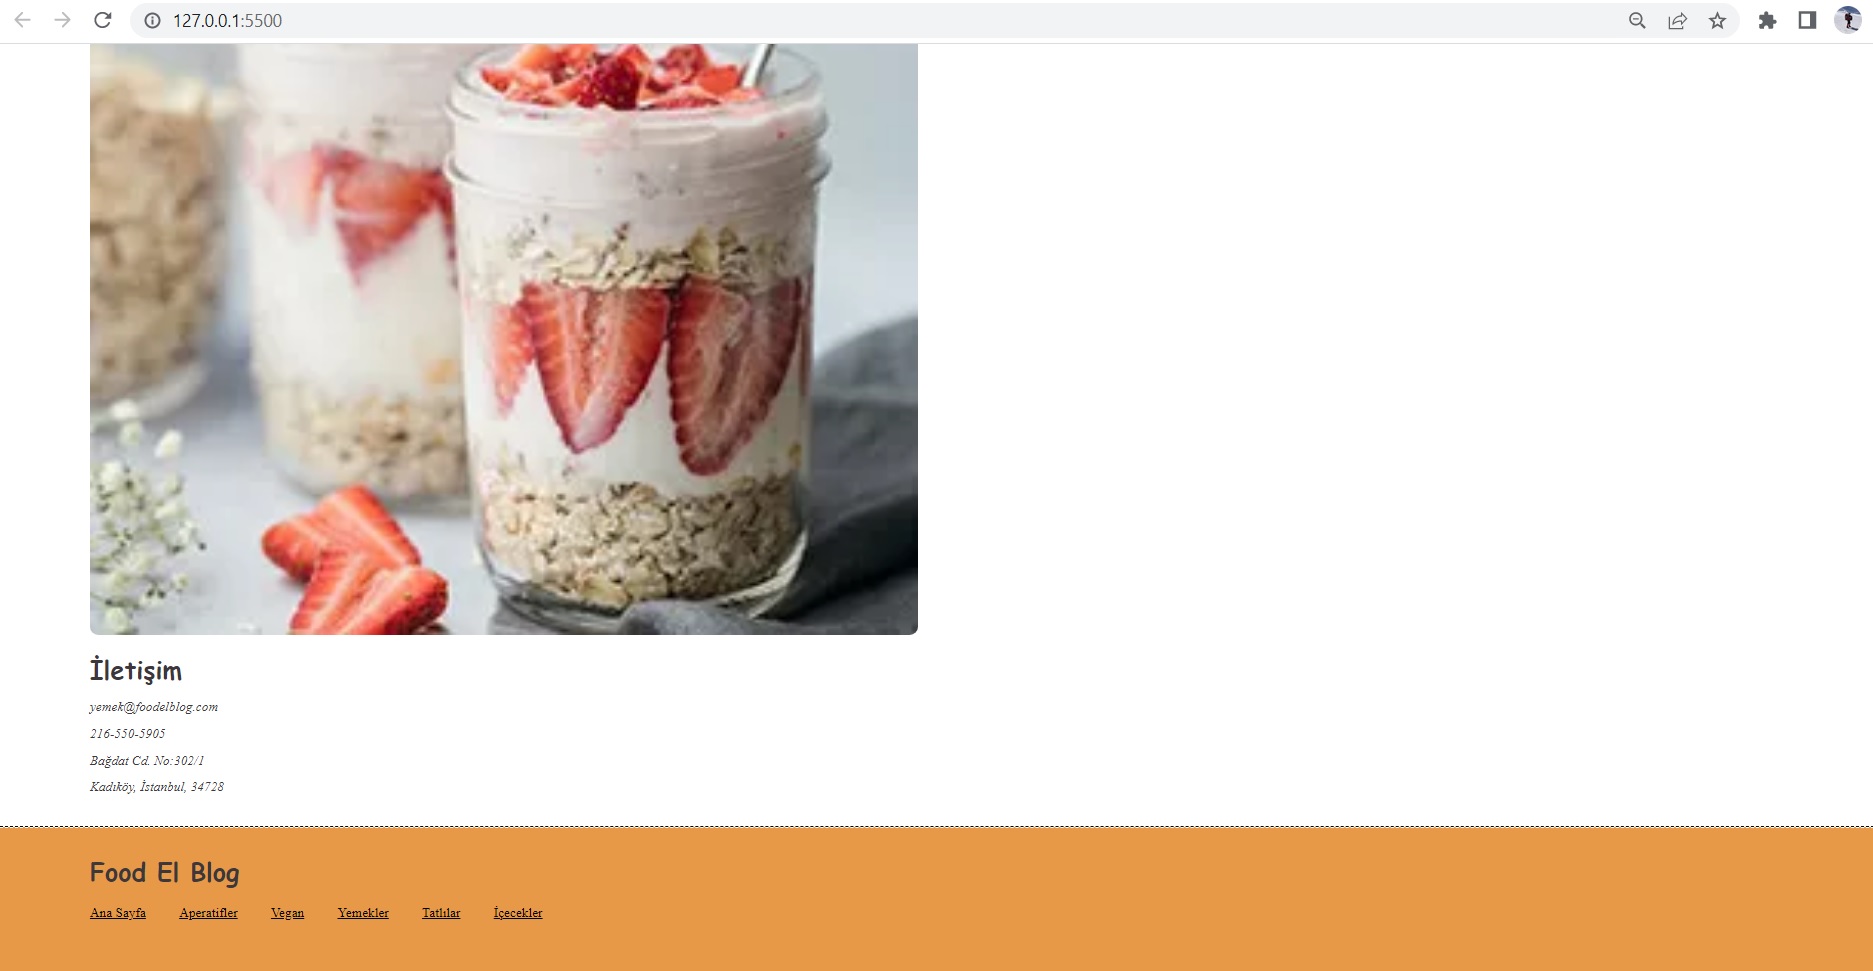 127.0.0.1:5500
İletişim
yemek@foodelblog.com
216-550-5905
Bağdat Cd. No:302/1
Kadıköy, İstanbul, 34728
Food El Blog
Ana Sayfa Aperatifler Vegan Yemekler Tatlılar İçecekler